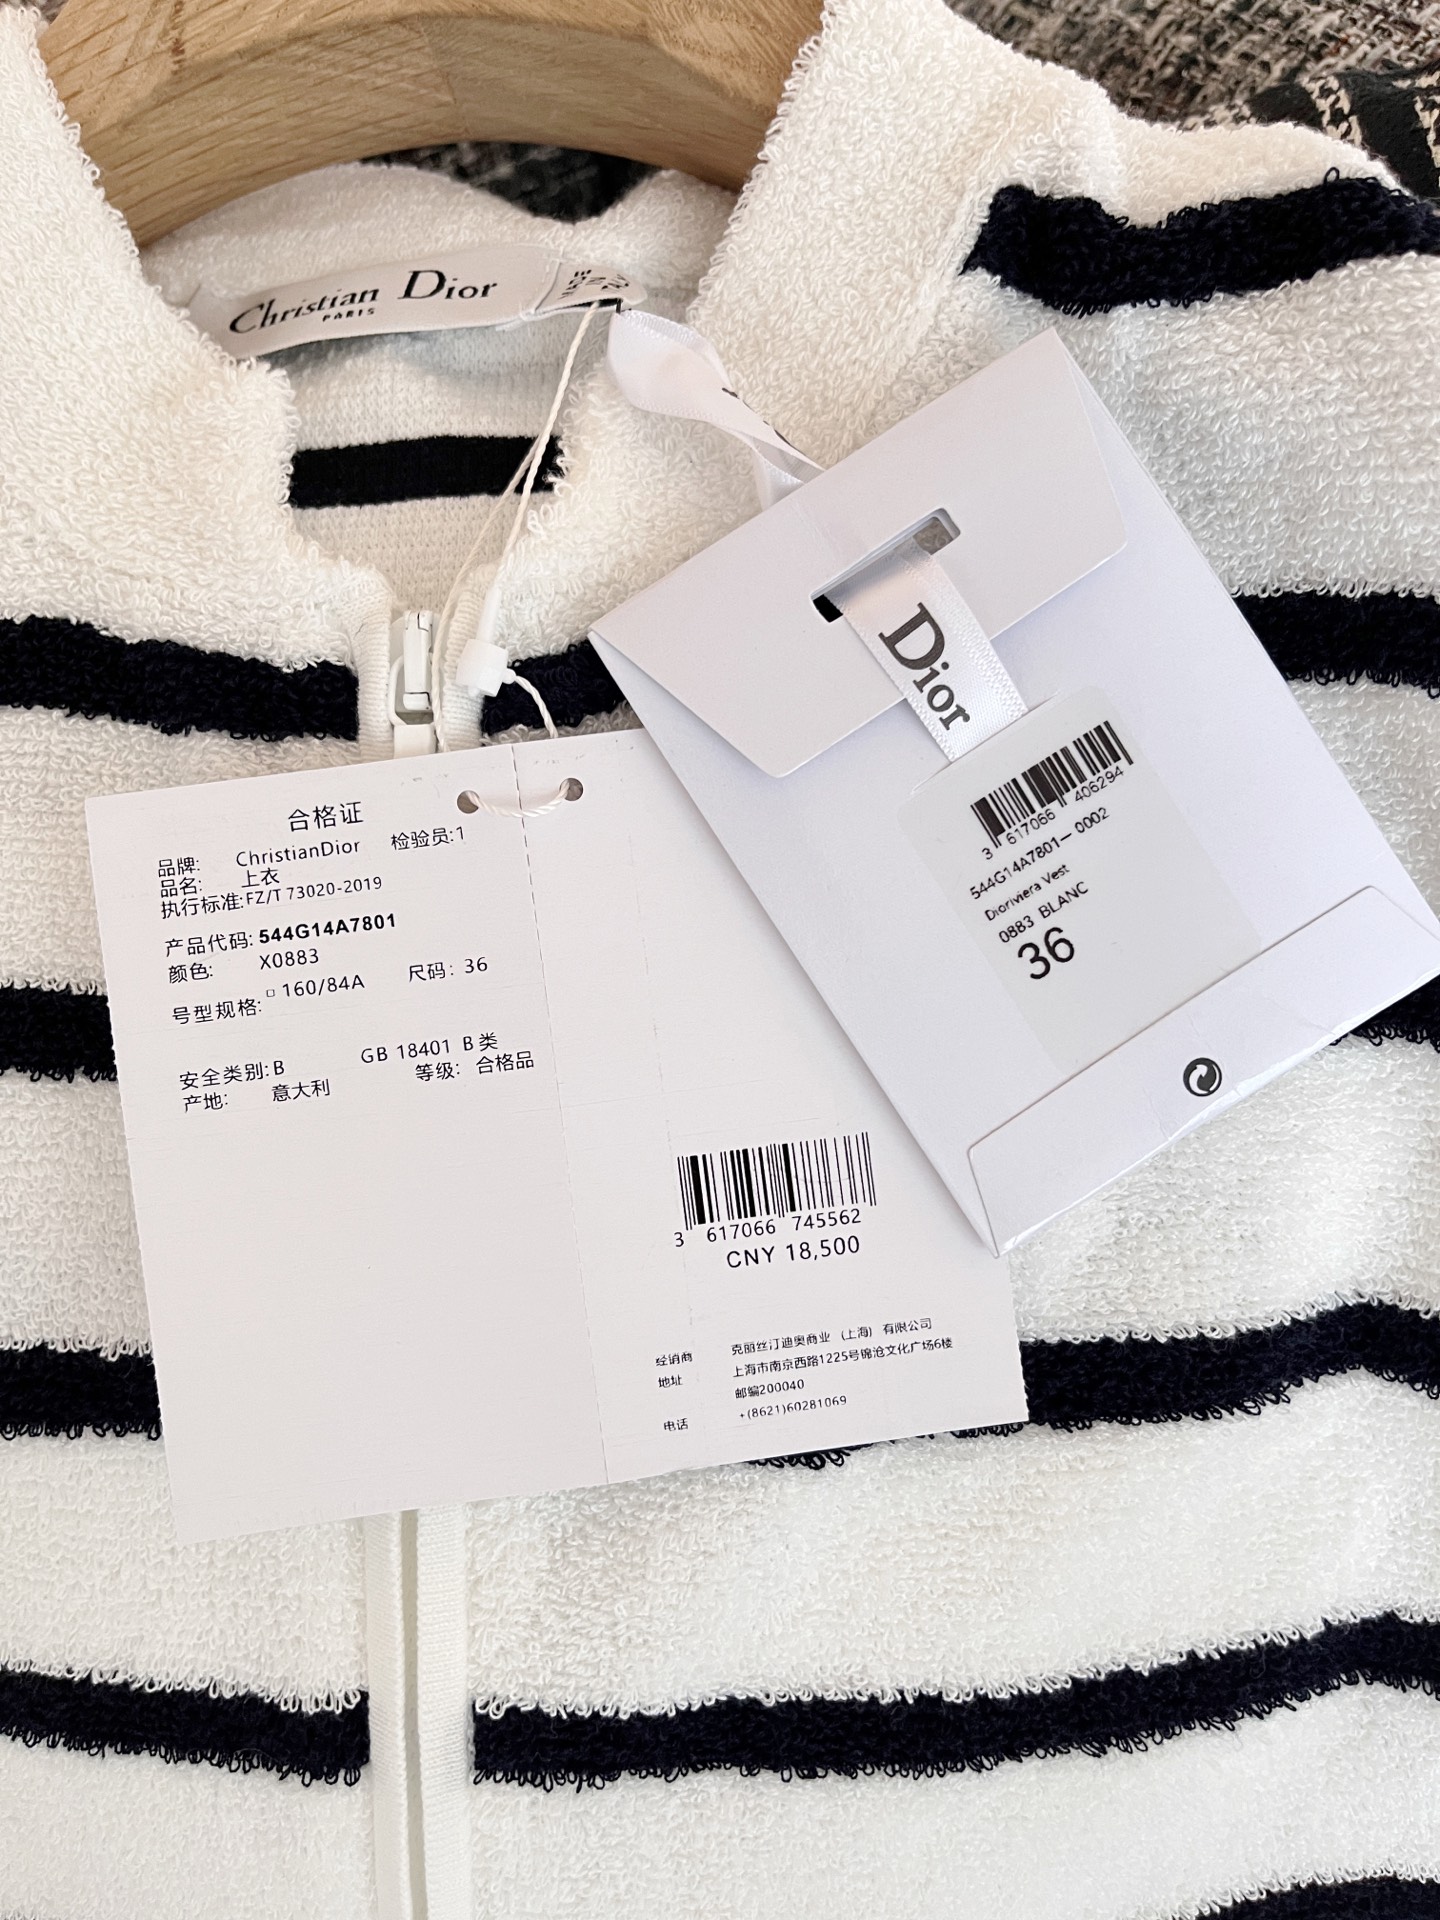 Christian Dior
PARIS
Dior
3 617066 406294
544G14A7801-0002
Dioriviera Vest
0883 BLANC
36
合格证
品牌: ChristianDior 检验员:1
品名: 上衣
执行标准:FZ/T 73020-2019
产品代码: 544G14A7801
颜色: X0883
号型规格: 160/84A 尺码: 36
安全类别:B GB 18401 B类
产地: 意大利 等级: 合格品
3 617066 745562
CNY 18,500
经销商 克丽丝汀迪奥商业 (上海) 有限公司
地址 上海市南京西路1225号锦沧文化广场6楼
邮编200040
电话 +(8621)60281069